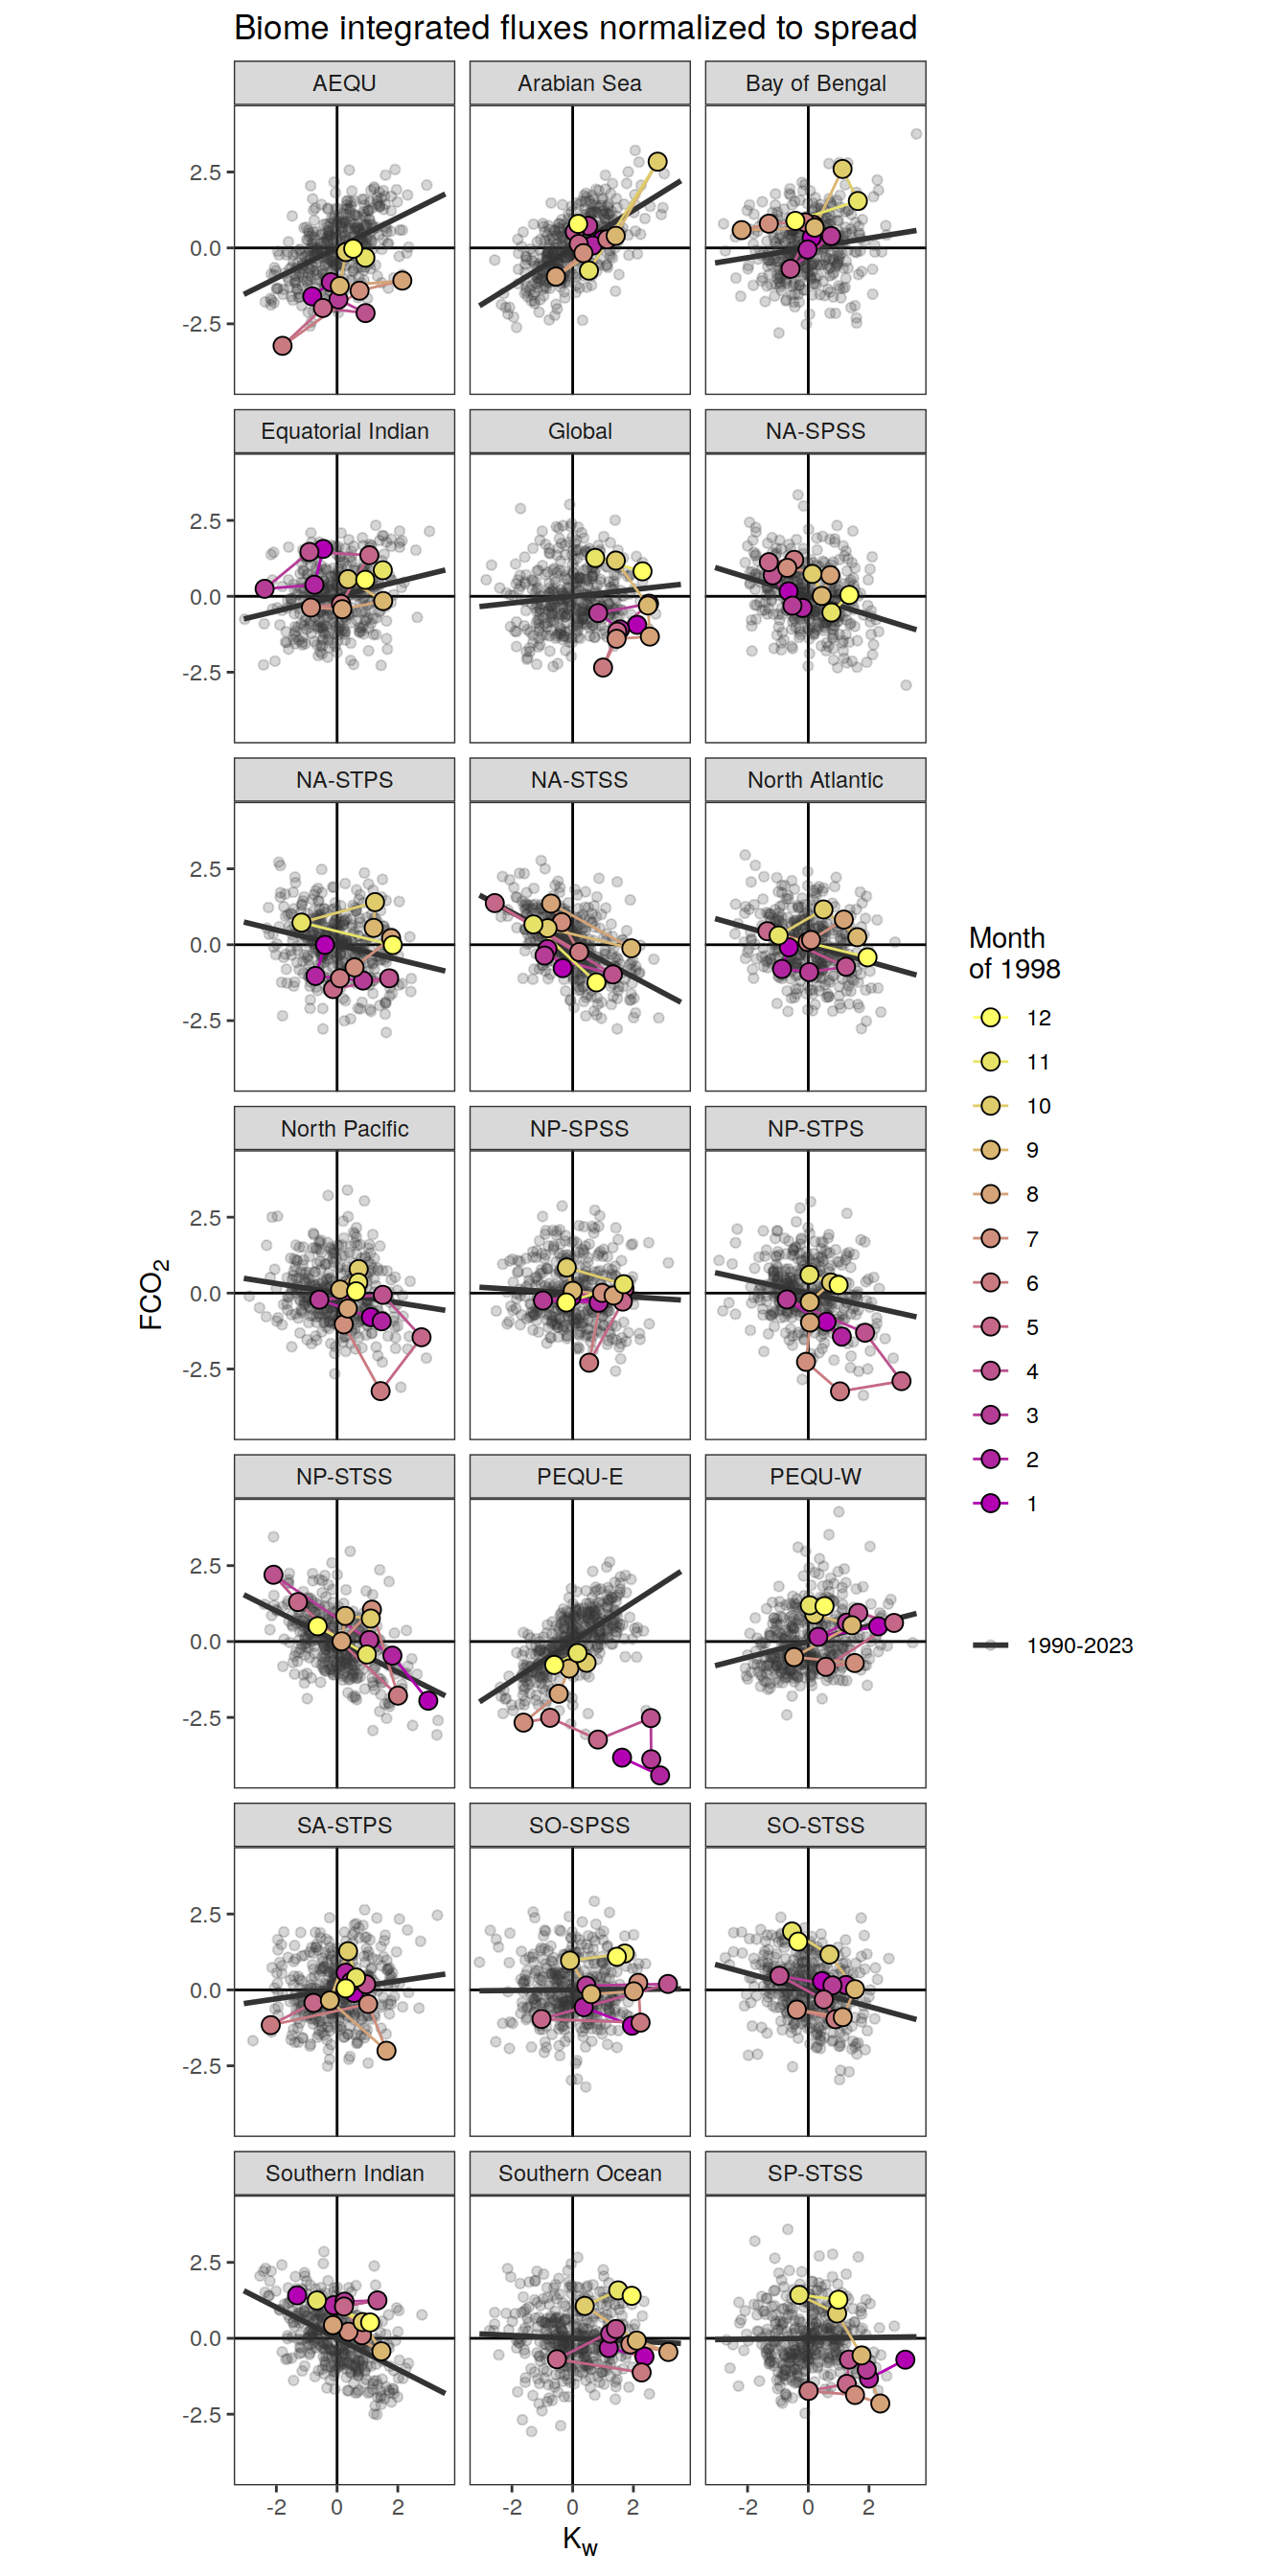 Biome integrated fluxes normalized to spread
AEQU Arabian Sea Bay of Bengal
2.5
0.0
-2.5
Equatorial Indian Global NA-SPSS
2.5
0.0
-2.5
NA-STPS NA-STSS North Atlantic
2.5
0.0
-2.5
North Pacific NP-SPSS NP-STPS
2.5
0.0
-2.5
NP-STSS PEQU-E PEQU-W
2.5
0.0
-2.5
SA-STPS SO-SPSS SO-STSS
2.5
0.0
-2.5
Southern Indian Southern Ocean SP-STSS
2.5
0.0
-2.5
-2 0 2 -2 0 2 -2 0 2
Kw
FCO2
Month
of 1998
12
11
10
9
8
7
6
5
4
3
2
1
1990-2023